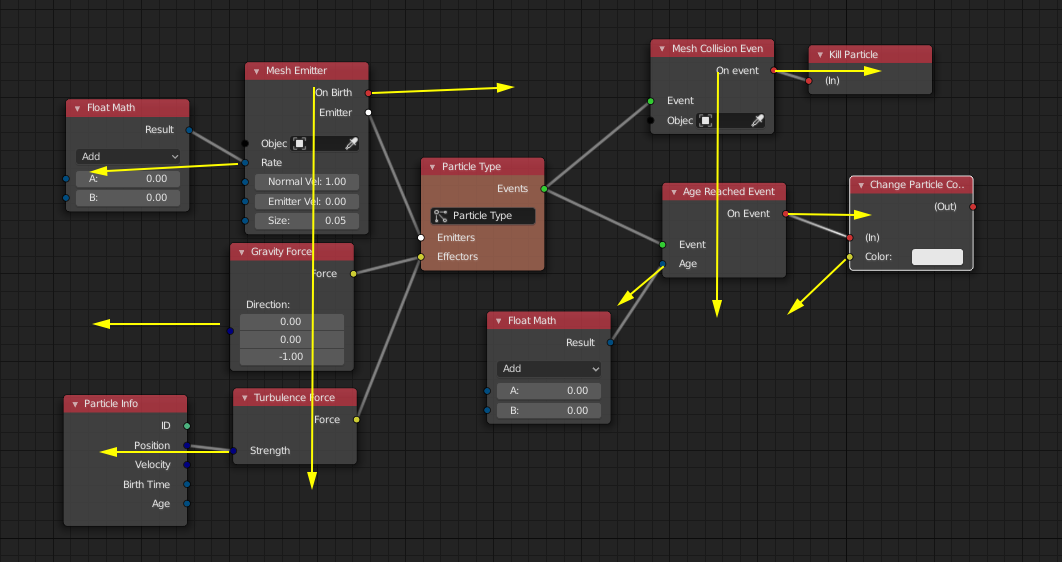 Float Math
Result
Add
A: 0.00
B: 0.00
Mesh Emitter
On Birth
Emitter
Objec
Rate
Normal Vel: 1.00
Emitter Vel: 0.00
Size: 0.05
Gravity Force
Force
Direction:
0.00
0.00
-1.00
Particle Info
ID
Position
Velocity
Birth Time
Age
Turbulence Force
Force
Strength
Particle Type
Events
Particle Type
Emitters
Effectors
Float Math
Result
Add
A: 0.00
B: 0.00
Mesh Collision Even
On event
Event
Objec
Kill Particle
(In)
Age Reached Event
On Event
Event
Age
Change Particle Co..
(Out)
(In)
Color: